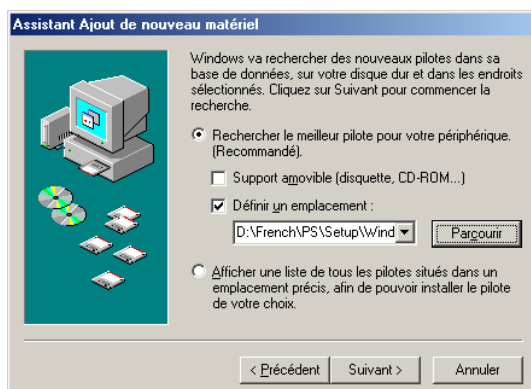 Assistant Ajout de nouveau matériel
Windows va rechercher des nouveaux pilotes dans sa
base de données, sur votre disque dur et dans les endroits
sélectionnés. Cliquez sur Suivant pour commencer la
recherche.
Rechercher le meilleur pilote pour votre périphérique.
(Recommandé).
Support amovible (disquette, CD-ROM...)
Définir un emplacement :
D:\French\PS\Setup\Wind
Parcourir
Afficher une liste de tous les pilotes situés dans un
emplacement précis, afin de pouvoir installer le pilote
de votre choix.
< Précédent
Suivant >
Annuler